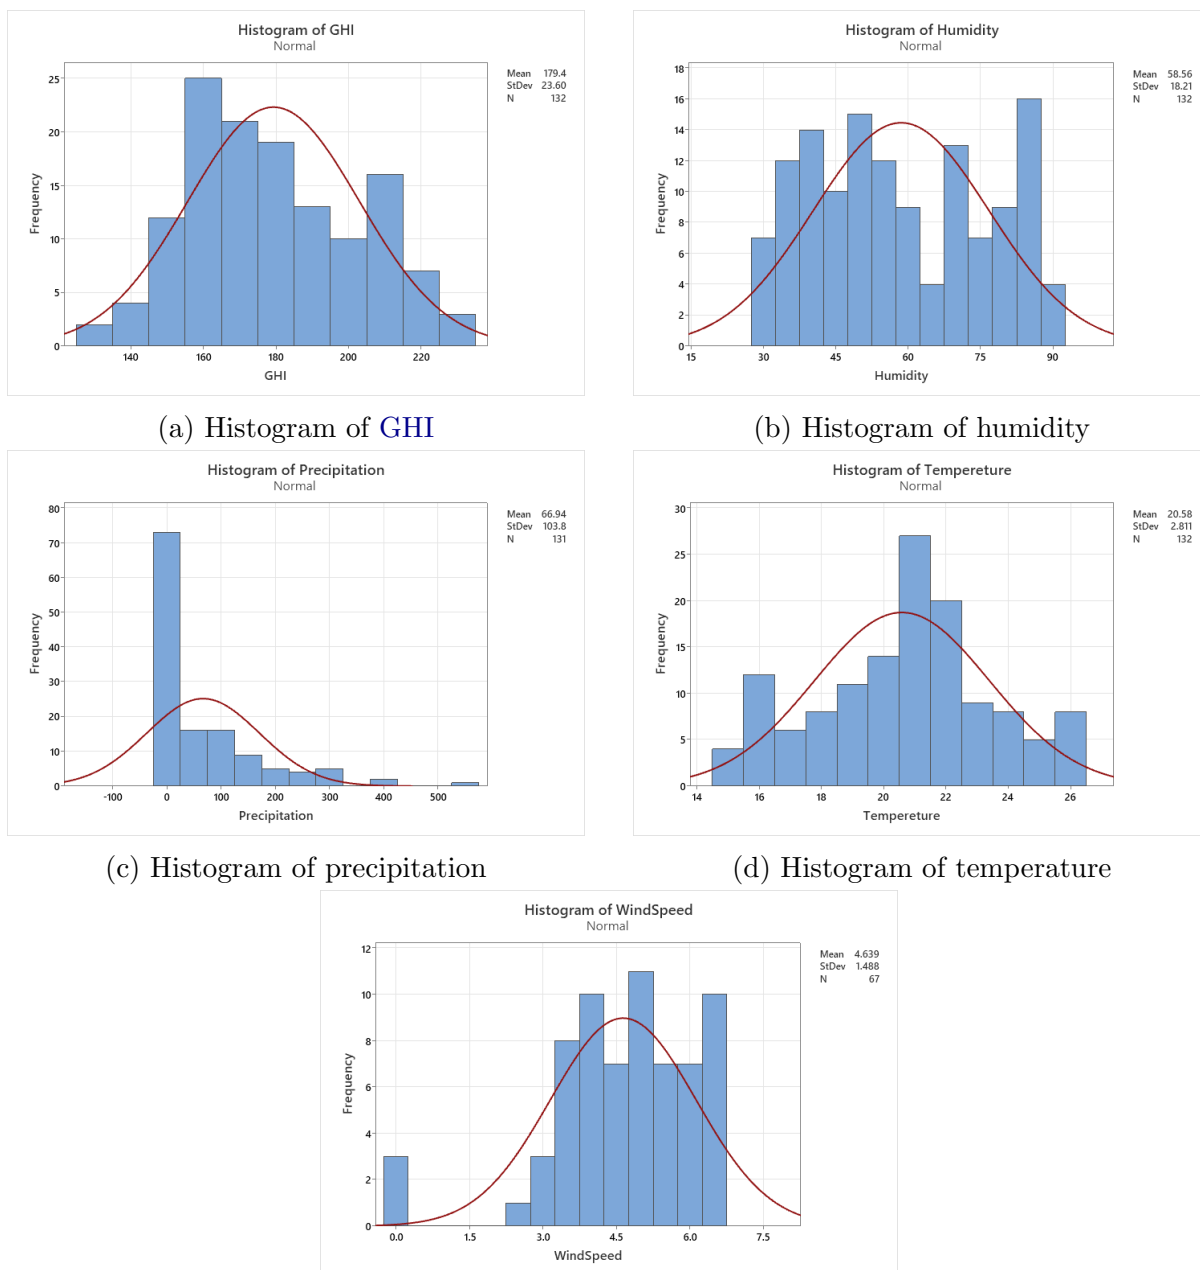 Histogram of GHI
Normal
Mean 179.4
StDev 23.60
N 132
Frequency
25
20
15
10
5
0
140 160 180 200 220
GHI
(a) Histogram of GHI
Histogram of Humidity
Normal
Mean 58.56
StDev 18.21
N 132
Frequency
18
16
14
12
10
8
6
4
2
0
15 30 45 60 75 90
Humidity
(b) Histogram of humidity
Histogram of Precipitation
Normal
Mean 66.94
StDev 103.8
N 131
Frequency
80
70
60
50
40
30
20
10
0
-100 0 100 200 300 400 500
Precipitation
(c) Histogram of precipitation
Histogram of Tempereture
Normal
Mean 20.58
StDev 2.811
N 132
Frequency
30
25
20
15
10
5
0
14 16 18 20 22 24 26
Tempereture
(d) Histogram of temperature
Histogram of WindSpeed
Normal
Mean 4.639
StDev 1.488
N 67
Frequency
12
10
8
6
4
2
0
0.0 1.5 3.0 4.5 6.0 7.5
WindSpeed